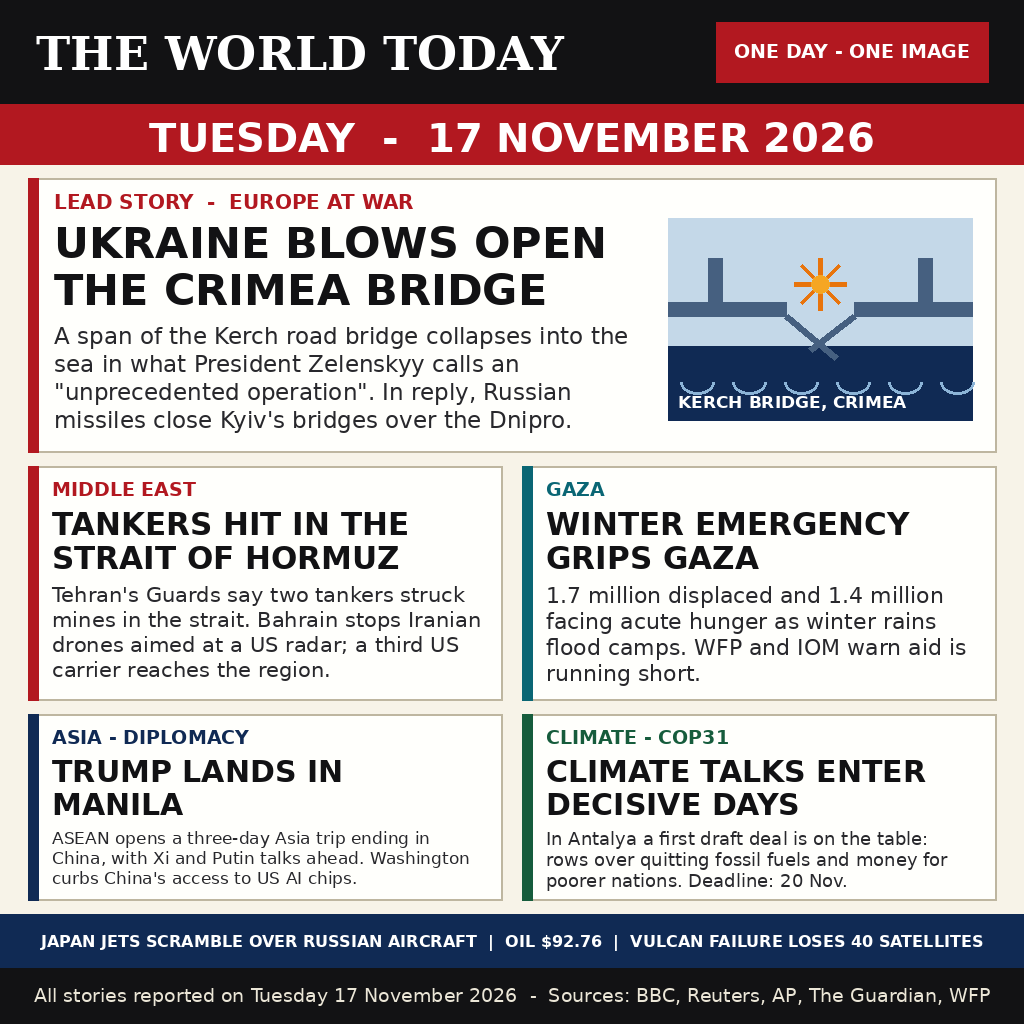 THE WORLD TODAY
ONE DAY - ONE IMAGE
TUESDAY - 17 NOVEMBER 2026
LEAD STORY - EUROPE AT WAR
UKRAINE BLOWS OPEN
THE CRIMEA BRIDGE
A span of the Kerch road bridge collapses into the
sea in what President Zelenskyy calls an
"unprecedented operation". In reply, Russian
missiles close Kyiv's bridges over the Dnipro.
KERCH BRIDGE, CRIMEA
MIDDLE EAST
TANKERS HIT IN THE
STRAIT OF HORMUZ
Tehran's Guards say two tankers struck
mines in the strait. Bahrain stops Iranian
drones aimed at a US radar; a third US
carrier reaches the region.
GAZA
WINTER EMERGENCY
GRIPS GAZA
1.7 million displaced and 1.4 million
facing acute hunger as winter rains
flood camps. WFP and IOM warn aid is
running short.
ASIA - DIPLOMACY
TRUMP LANDS IN
MANILA
ASEAN opens a three-day Asia trip ending in
China, with Xi and Putin talks ahead. Washington
curbs China's access to US AI chips.
CLIMATE - COP31
CLIMATE TALKS ENTER
DECISIVE DAYS
In Antalya a first draft deal is on the table:
rows over quitting fossil fuels and money for
poorer nations. Deadline: 20 Nov.
JAPAN JETS SCRAMBLE OVER RUSSIAN AIRCRAFT | OIL $92.76 | VULCAN FAILURE LOSES 40 SATELLITES
All stories reported on Tuesday 17 November 2026 - Sources: BBC, Reuters, AP, The Guardian, WFP